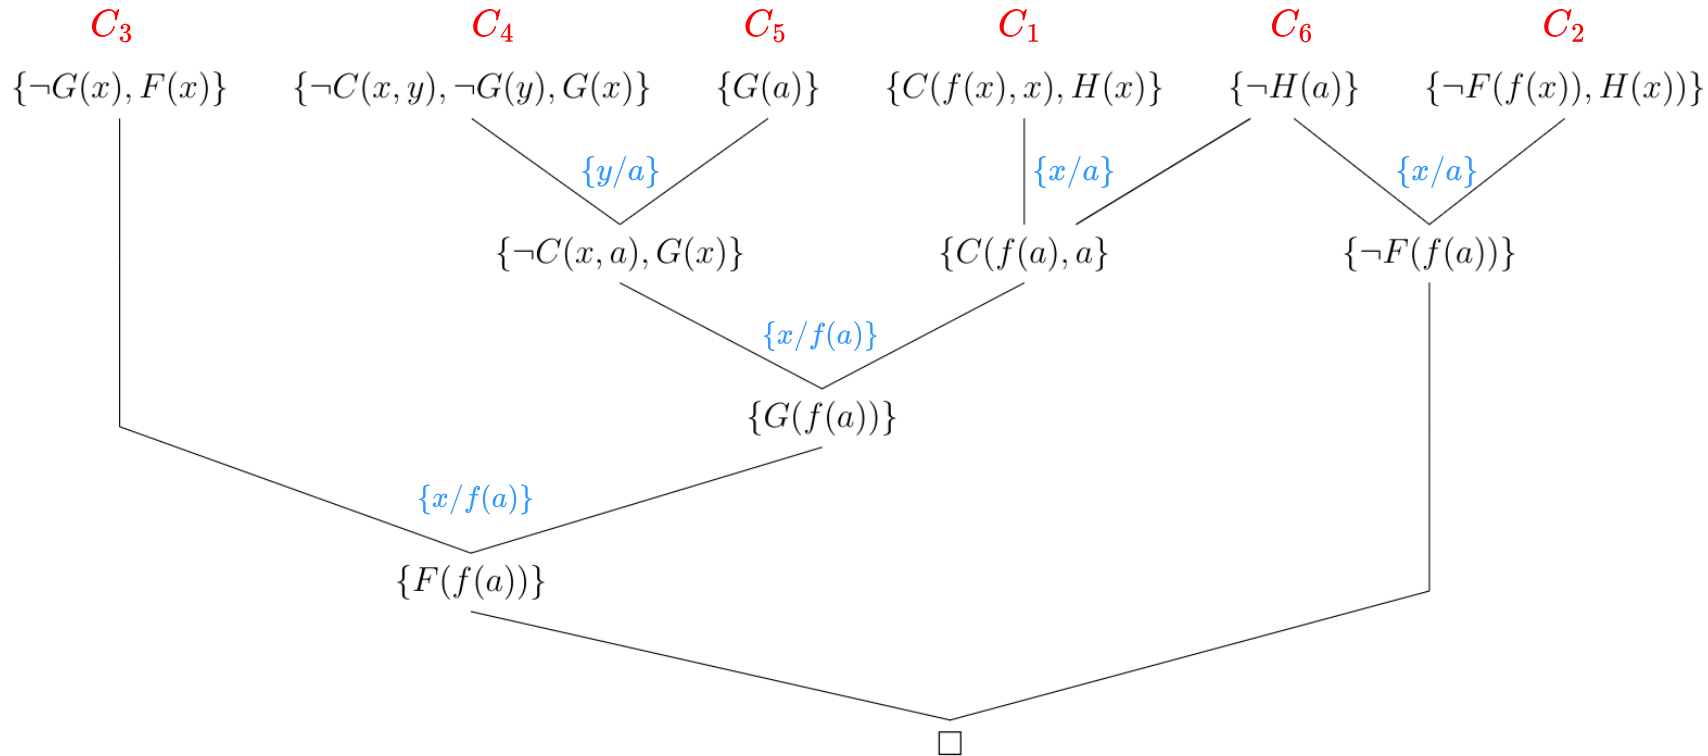 C₃ C₄ C₅ C₁ C₆ C₂
{¬G(x), F(x)} {¬C(x, y), ¬G(y), G(x)} {G(a)} {C(f(x), x), H(x)} {¬H(a)} {¬F(f(x)), H(x))}
{y/a} {x/a} {x/a}
{¬C(x, a), G(x)} {C(f(a), a} {¬F(f(a))}
{x/f(a)}
{G(f(a))}
{x/f(a)}
{F(f(a))}
□